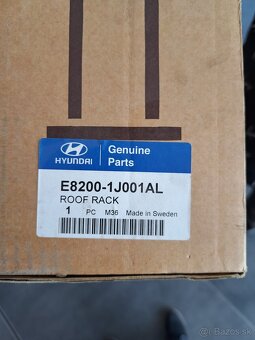 HYUNDAI
Genuine
Parts
E8200-1J001AL
ROOF RACK
1 PC M36 Made in Sweden
bazos.sk